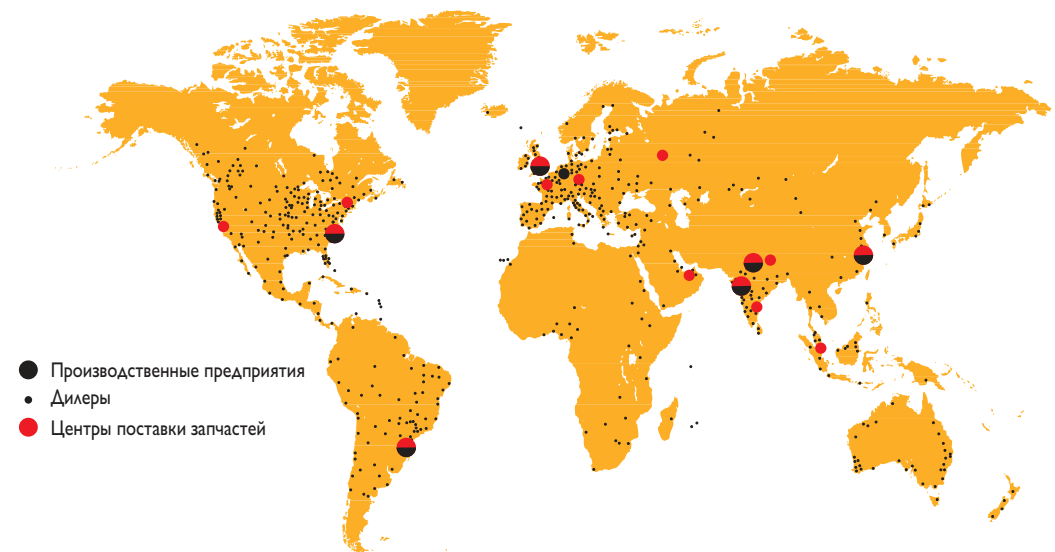 Производственные предприятия
Дилеры
Центры поставки запчастей